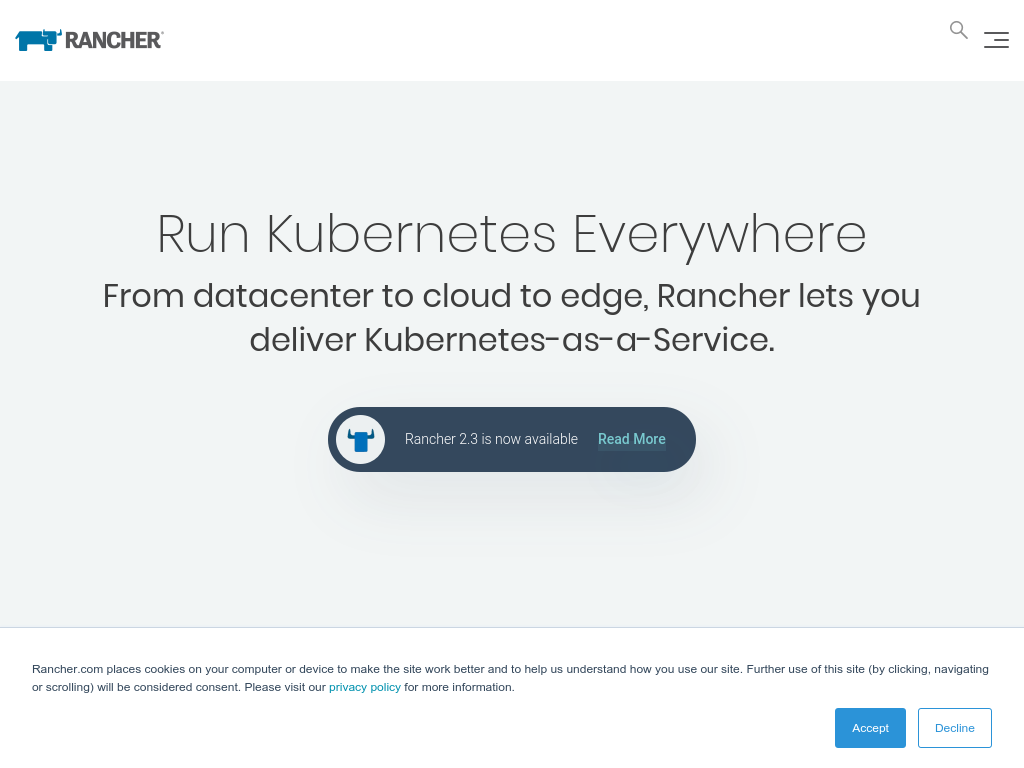 RANCHER
Run Kubernetes Everywhere
From datacenter to cloud to edge, Rancher lets you
deliver Kubernetes-as-a-Service.
Rancher 2.3 is now available Read More
Rancher.com places cookies on your computer or device to make the site work better and to help us understand how you use our site. Further use of this site (by clicking, navigating
or scrolling) will be considered consent. Please visit our privacy policy for more information.
Accept Decline